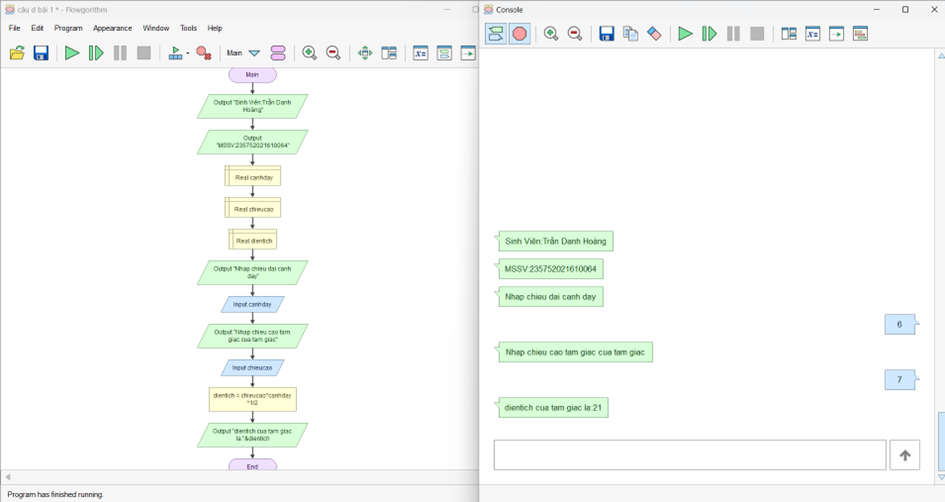 câu d bài 1 * - Flowgorithm
File Edit Program Appearance Window Tools Help
Main
Main
Output "Sinh Viên:Trần Danh
Hoàng"
Output
"MSSV:235752021610064"
Real canhday
Real chieucao
Real dientich
Output "Nhap chieu dai canh
day"
Input canhday
Output "Nhap chieu cao tam
giac cua tam giac"
Input chieucao
dientich = chieucao*canhday
*1/2
Output "dientich cua tam giac
la:"&dientich
End
Program has finished running.
Console
Sinh Viên:Trần Danh Hoàng
MSSV:235752021610064
Nhap chieu dai canh day
6
Nhap chieu cao tam giac cua tam giac
7
dientich cua tam giac la:21